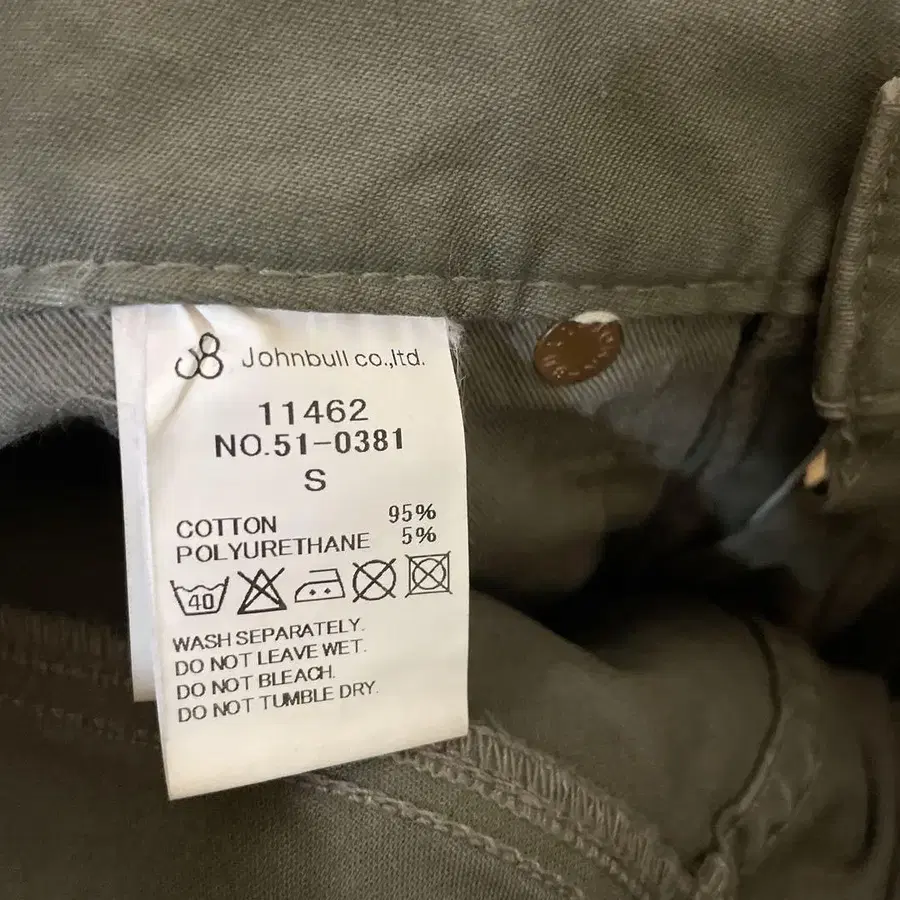 Johnbull co.,ltd.
11462
NO.51-0381
S
COTTON 95%
POLYURETHANE 5%
40
WASH SEPARATELY.
DO NOT LEAVE WET.
DO NOT BLEACH.
DO NOT TUMBLE DRY.